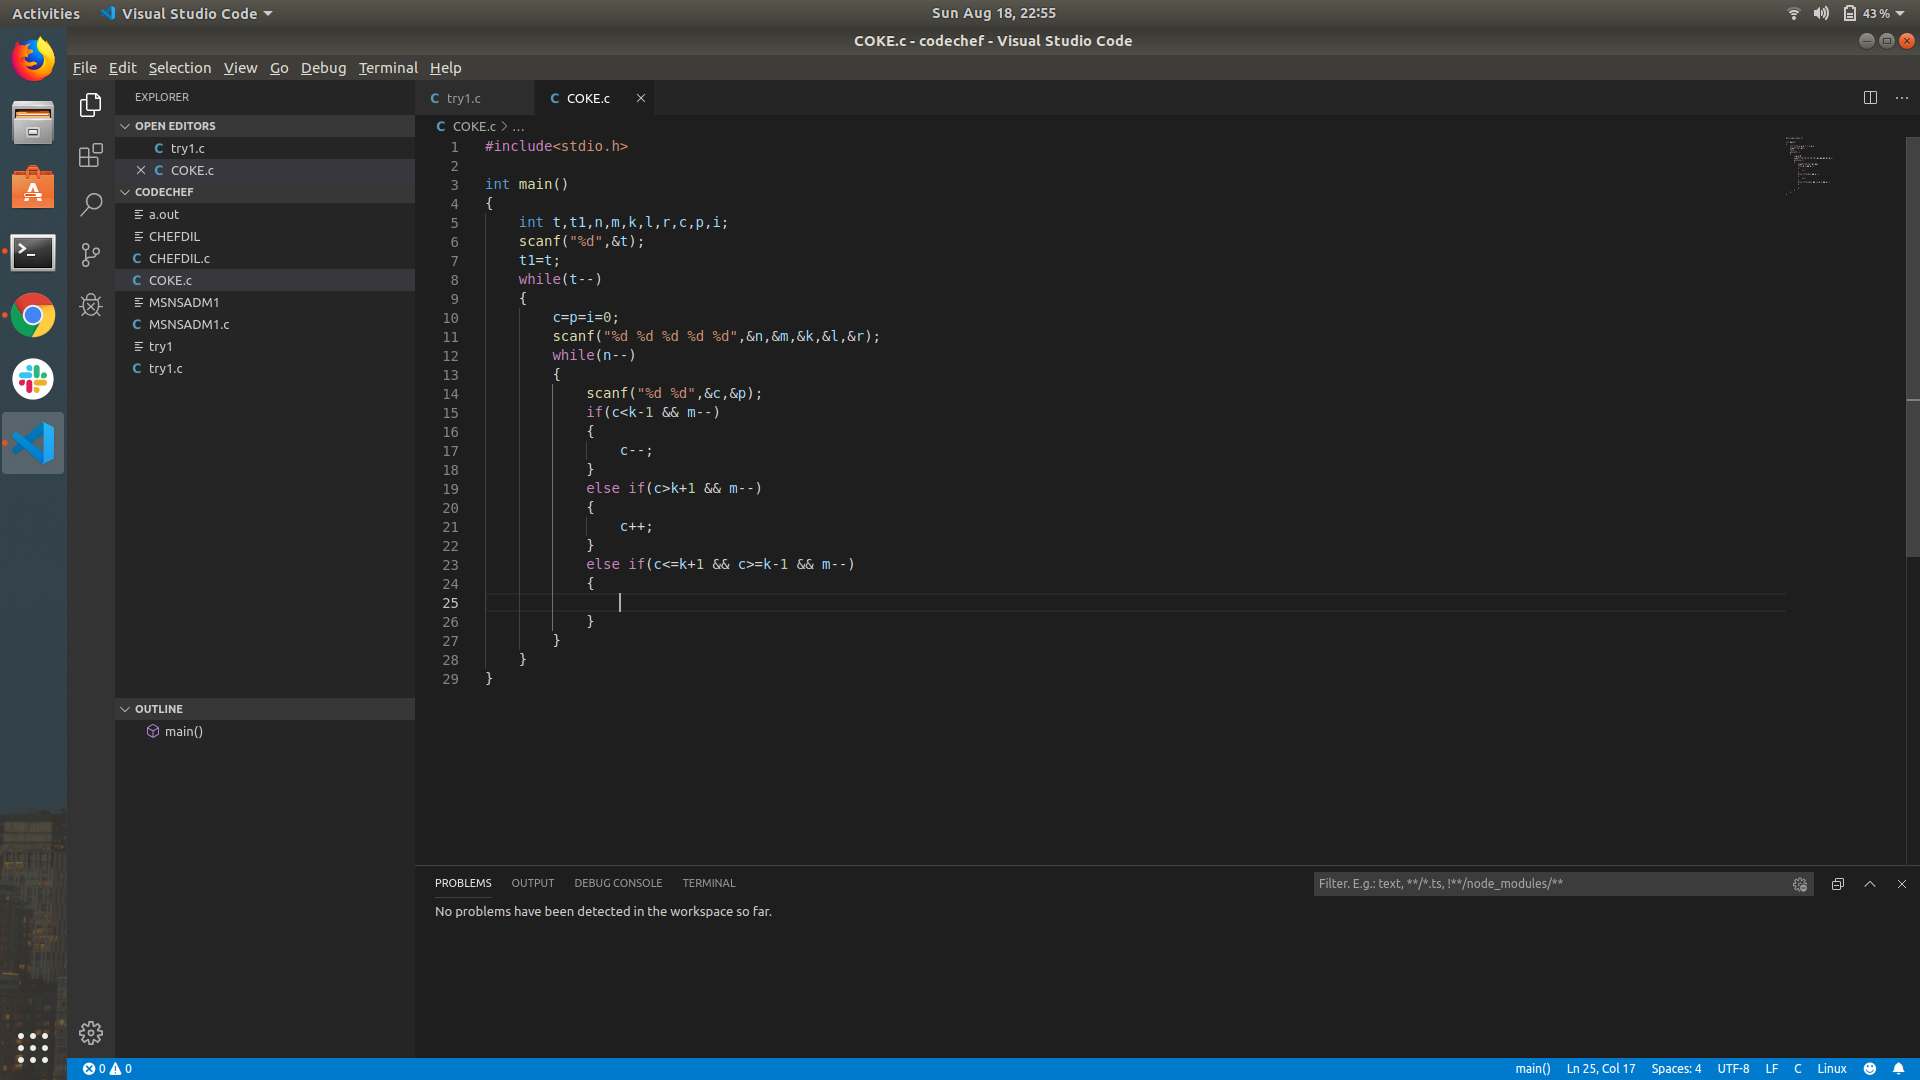 Activities
Visual Studio Code
Sun Aug 18, 22:55
43 %
COKE.c - codechef - Visual Studio Code
File Edit Selection View Go Debug Terminal Help
EXPLORER
OPEN EDITORS
try1.c
COKE.c
CODECHEF
a.out
CHEFDIL
CHEFDIL.c
COKE.c
MSNSADM1
MSNSADM1.c
try1
try1.c
OUTLINE
main()
try1.c
COKE.c
COKE.c > ...
1 #include<stdio.h>
2
3 int main()
4 {
5     int t,t1,n,m,k,l,r,c,p,i;
6     scanf("%d",&t);
7     t1=t;
8     while(t--)
9     {
10         c=p=i=0;
11         scanf("%d %d %d %d %d",&n,&m,&k,&l,&r);
12         while(n--)
13         {
14             scanf("%d %d",&c,&p);
15             if(c<k-1 && m--)
16             {
17                 c--;
18             }
19             else if(c>k+1 && m--)
20             {
21                 c++;
22             }
23             else if(c<=k+1 && c>=k-1 && m--)
24             {
25
26             }
27         }
28     }
29 }
PROBLEMS OUTPUT DEBUG CONSOLE TERMINAL
Filter. E.g.: text, **/*.ts, !**/node_modules/**
No problems have been detected in the workspace so far.
0 0
main() Ln 25, Col 17 Spaces: 4 UTF-8 LF C Linux